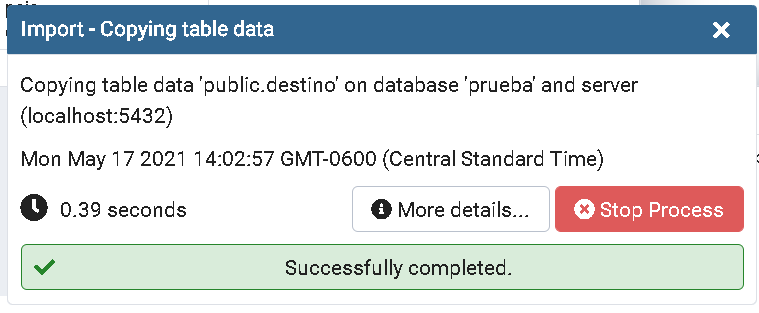 Import - Copying table data
Copying table data 'public.destino' on database 'prueba' and server
(localhost:5432)
Mon May 17 2021 14:02:57 GMT-0600 (Central Standard Time)
0.39 seconds
More details...
Stop Process
Successfully completed.